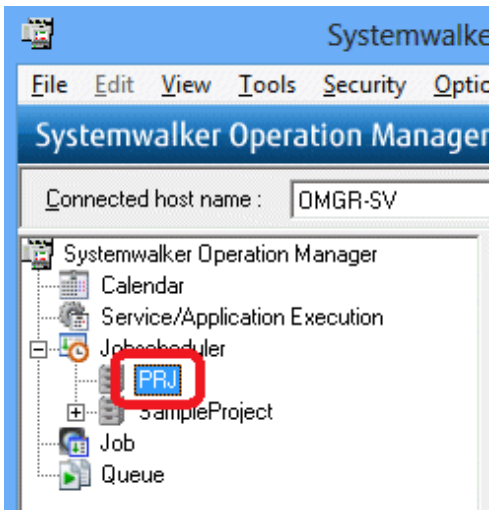 Systemwalke
File Edit View Tools Security Optic
Systemwalker Operation Manager
Connected host name : OMGR-SV
Systemwalker Operation Manager
Calendar
Service/Application Execution
Jobscheduler
PRJ
SampleProject
Job
Queue